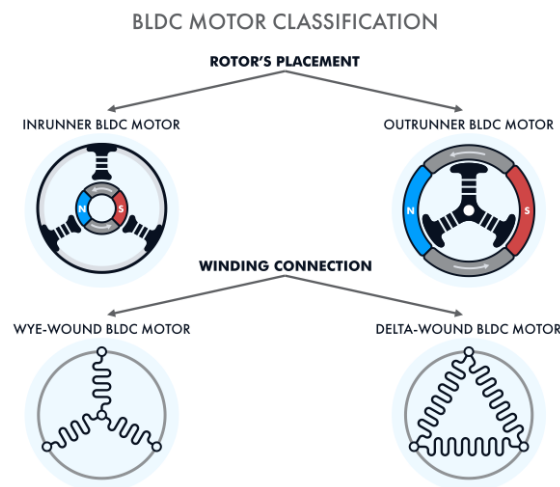 BLDC MOTOR CLASSIFICATION
ROTOR'S PLACEMENT
INRUNNER BLDC MOTOR
OUTRUNNER BLDC MOTOR
N
S
N
S
WINDING CONNECTION
WYE-WOUND BLDC MOTOR
DELTA-WOUND BLDC MOTOR